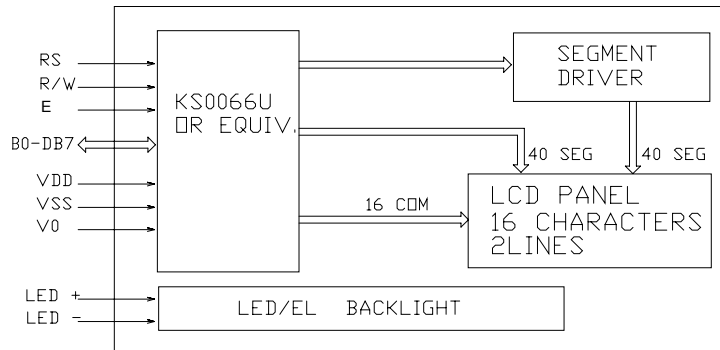 RS
R/W
E
B0-DB7
VDD
VSS
V0
LED +
LED -
KS0066U
OR EQUIV.
SEGMENT
DRIVER
40 SEG
40 SEG
16 COM
LCD PANEL
16 CHARACTERS
2LINES
LED/EL BACKLIGHT